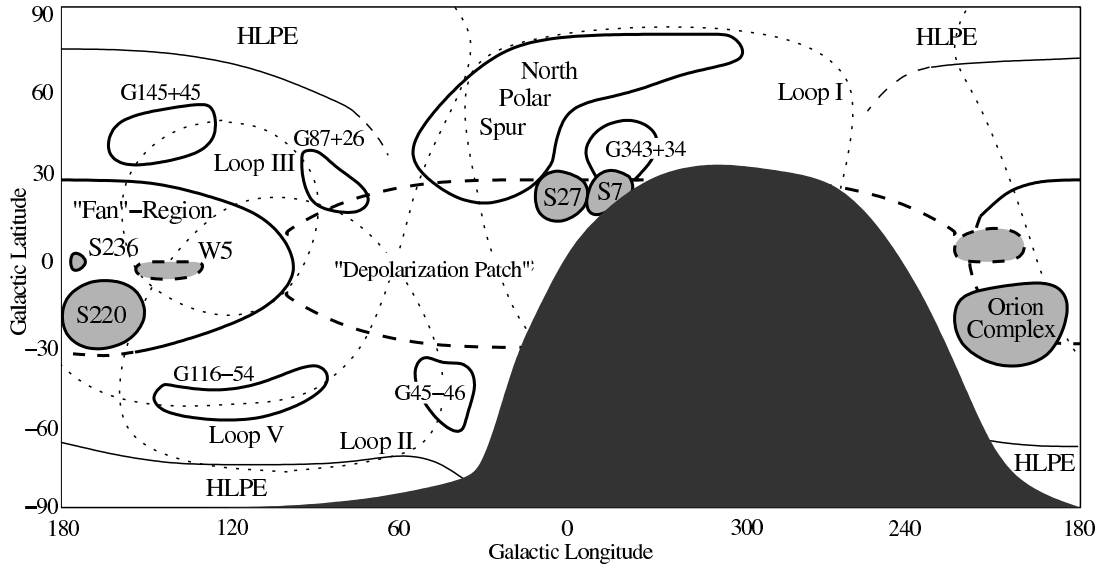 90
HLPE
HLPE
North
Polar
Spur
60
G145+45
Loop I
G87+26
G343+34
Loop III
30
S27
S7
"Fan"−Region
S236
W5
0
"Depolarization Patch"
S220
Orion
Complex
−30
G116−54
G45−46
−60
Loop V
Loop II
HLPE
HLPE
−90
180
120
60
0
300
240
180
Galactic Longitude
Galactic Latitude